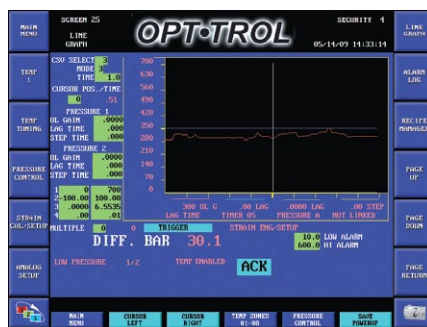 MAIN MENU
SCREEN 25
LINE GRAPH
OPT•TROL
SECURITY 4
05/14/09 14:33:14
LINE GRAPH
TEMP 1
ALARM LOG
TEMP TUNING
RECIPE MANAGER
PRESSURE CONTROL
PAGE UP
STRAIN CAL/SETUP
PAGE DOWN
ANALOG SETUP
PAGE RETURN
CSV SELECT 3
MODE 3
TIME 1.0
CURSOR POS./TIME
0 .51
PRESSURE 1
OL GAIN .0000
LAG TIME .0000
STEP TIME .0000
PRESSURE 2
OL GAIN .0000
LAG TIME .0000
STEP TIME .0000
1 0 700
2 -100.00 100.00
3 .0000 6.5535
4 .00 .01
700
630
560
490
420
350
280
210
140
70
0
300 OL G .00 LAG .0000 LAG .00 STEP
LAG TIME TIMER 05 PRESSURE A NOT LINKED
MULTIPLE 0 0 TRIGGER STRAIN ENG/SETUP
DIFF. BAR 30.1
10.0 LOW ALARM
600.0 HI ALARM
LOW PRESSURE 1/2 TEMP ENABLED ACK
MAIN MENU
CURSOR LEFT
CURSOR RIGHT
TEMP ZONES 01-08
PRESSURE CONTROL
SAVE POWERUP